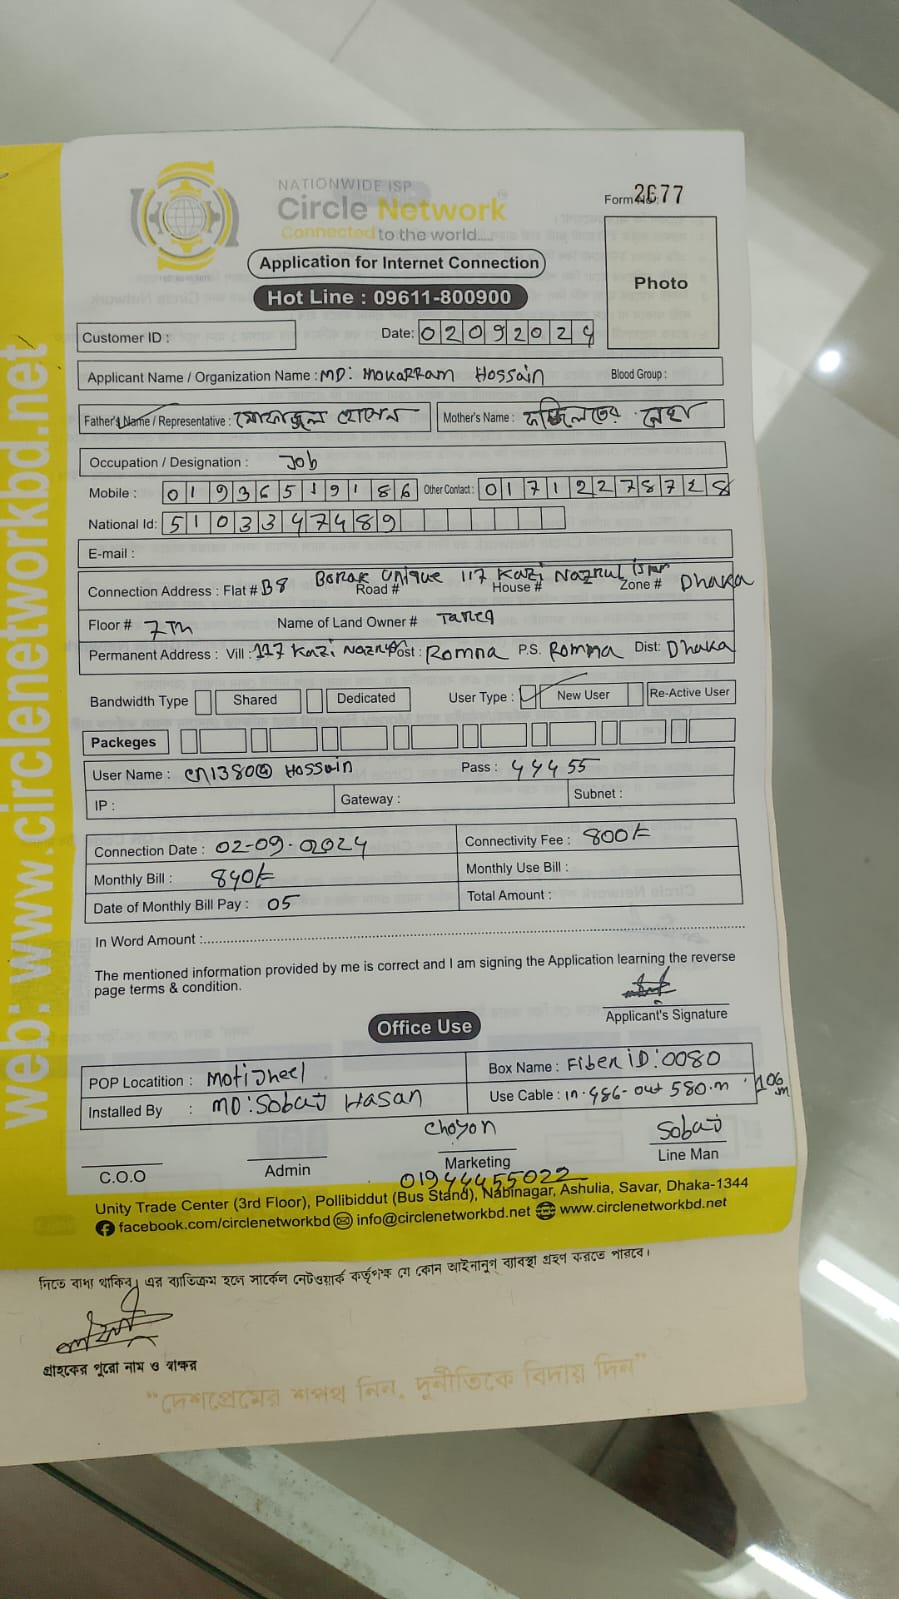 NATIONWIDE ISP
Circle Network
Connected to the world....
Form No: 2677
Application for Internet Connection
Photo
Hot Line : 09611-800900
Customer ID :
Date: 02092024
Applicant Name / Organization Name : MD: MOKARRAM HOSSAIN Blood Group :
Father's Name / Representative : মোফাজ্জল হোসেন Mother's Name :
Occupation / Designation : Job
Mobile : 01936519186 Other Contact : 01712278728
National Id: 5103347489
E-mail :
Connection Address : Flat # B8 Borak Unique Road # 117 Kazi Nazrul House # Zone # Dhaka
Floor # 7Th Name of Land Owner # Tareq
Permanent Address : Vill : 117 Kazi Nazrul Post : Romna P.S. Romna Dist: Dhaka
Bandwidth Type Shared Dedicated User Type : New User Re-Active User
Packeges
User Name : cn1380@ Hossain Pass : 44455
IP : Gateway : Subnet :
Connection Date : 02-09-2024 Connectivity Fee : 800/-
Monthly Bill : 840/- Monthly Use Bill :
Date of Monthly Bill Pay : 05 Total Amount :
In Word Amount :
The mentioned information provided by me is correct and I am signing the Application learning the reverse
page terms & condition.
Applicant's Signature
Office Use
POP Locatition : Motijheel Box Name : Fiber iD:0080
Installed By : MD:Sobuj Hasan Use Cable : in-486- out 580.m 106 m
Choyon Sobuj
C.O.O Admin Marketing Line Man
01944455022
Unity Trade Center (3rd Floor), Pollibiddut (Bus Stand), Nabinagar, Ashulia, Savar, Dhaka-1344
facebook.com/circlenetworkbd info@circlenetworkbd.net www.circlenetworkbd.net
web: www.circlenetworkbd.net
নিতে বাধ্য থাকিব। এর ব্যতিক্রম হলে সার্কেল নেটওয়ার্ক কর্তৃপক্ষ যে কোন আইনানুগ ব্যবস্থা গ্রহণ করতে পারবে।
গ্রাহকের পুরো নাম ও স্বাক্ষর
“দেশপ্রেমের শপথ নিন, দুর্নীতিকে বিদায় দিন”